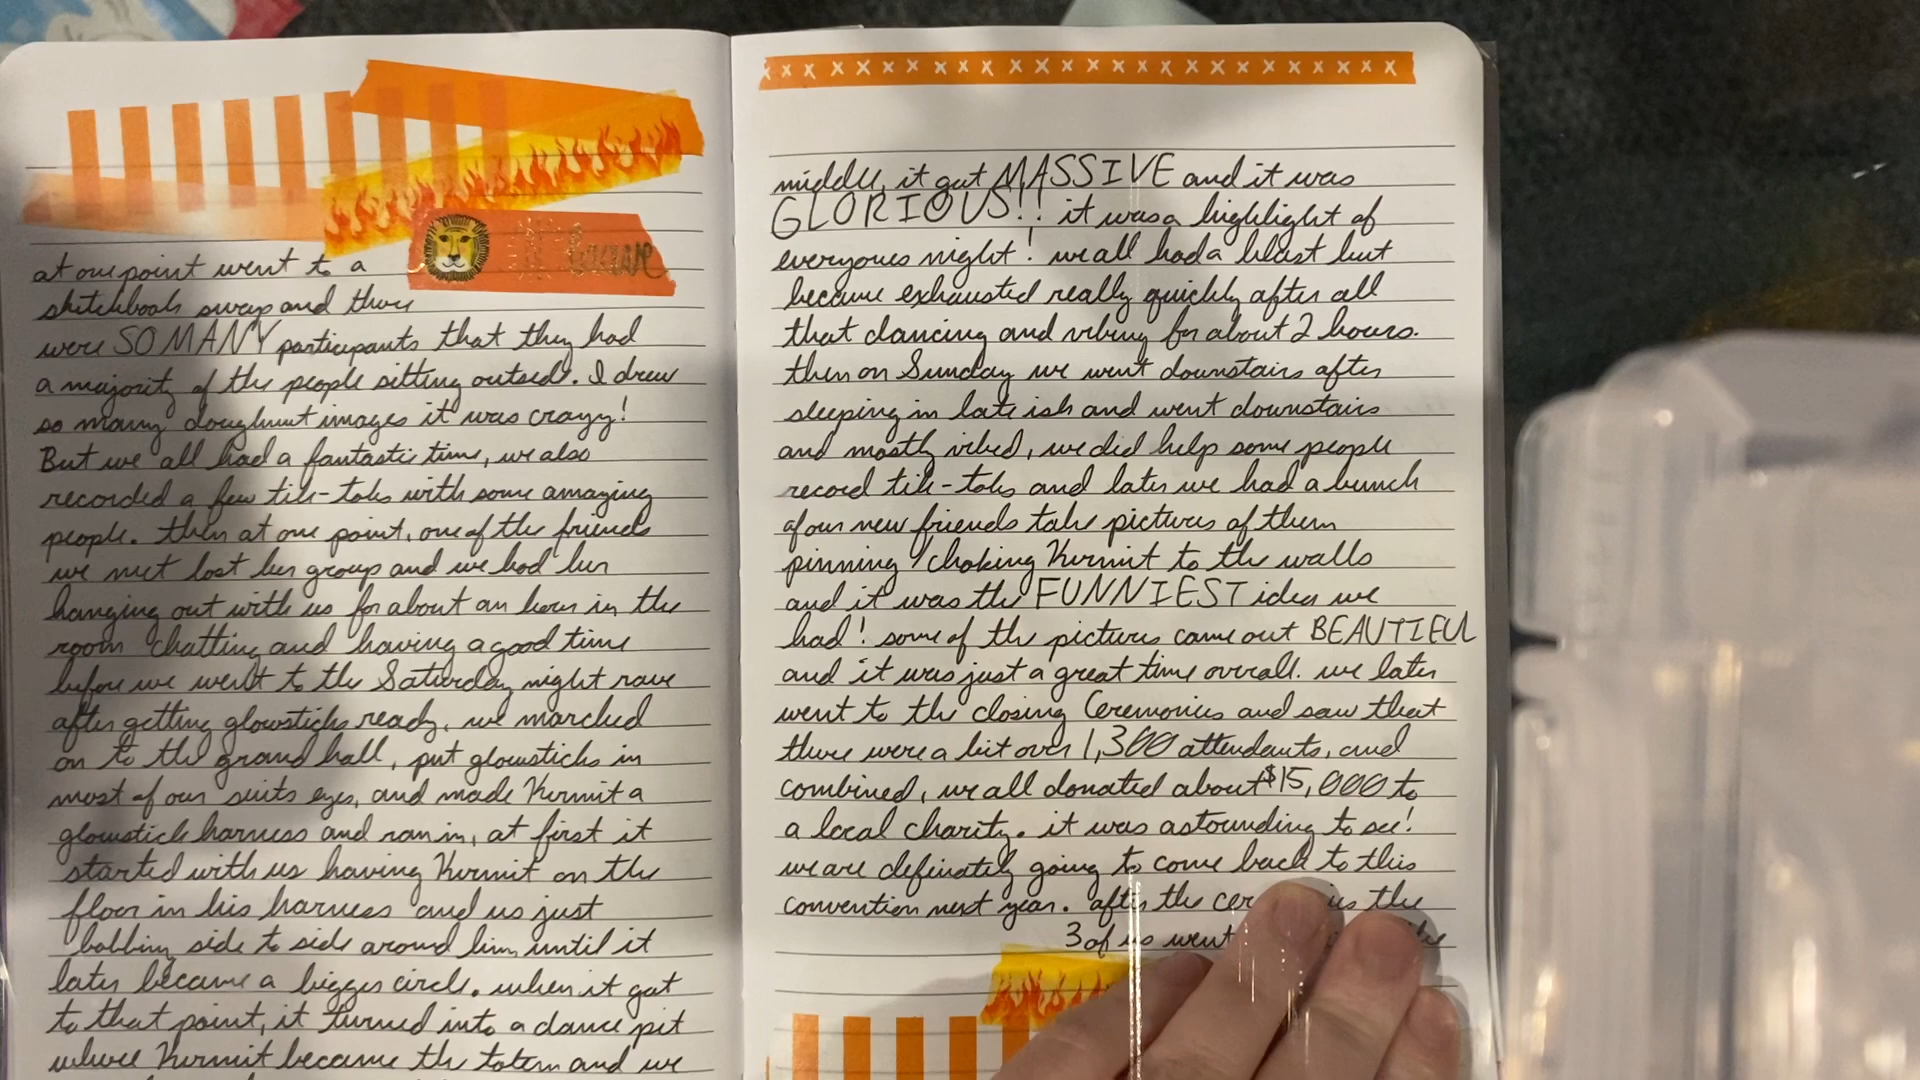 brave
at one point went to a
sketchbook swap and there
were SO MANY participants that they had
a majority of the people sitting outside. I drew
so many doughnut images it was crazy!
But we all had a fantastic time, we also
recorded a few tik-toks with some amazing
people. then at one point, one of the friends
we met lost her group and we had her
hanging out with us for about an hour in the
room chatting and having a good time
before we went to the Saturday night rave
after getting glowsticks ready, we marched
on to the grand hall, put glowsticks in
most of our suits eyes, and made Kermit a
glowstick harness and ran in, at first it
started with us having Kermit on the
floor in his harness and us just
bobbing side to side around him until it
later became a bigger circle. when it got
to that point, it turned into a dance pit
where Kermit became the totem and we
middle, it got MASSIVE and it was
GLORIOUS!! it was a highlight of
everyones night! we all had a blast but
became exhausted really quickly after all
that dancing and vibing for about 2 hours.
then on Sunday we went downstairs after
sleeping in late ish and went downstairs
and mostly vibed, we did help some people
record tik-toks and later we had a bunch
of our new friends take pictures of them
pinning/choking Kermit to the walls
and it was the FUNNIEST idea we
had! some of the pictures came out BEAUTIFUL
and it was just a great time overall. we later
went to the closing Ceremonies and saw that
there were a bit over 1,300 attendants, and
combined, we all donated about $15,000 to
a local charity. it was astounding to see!
we are definately going to come back to this
convention next year. after the the
3 of us went